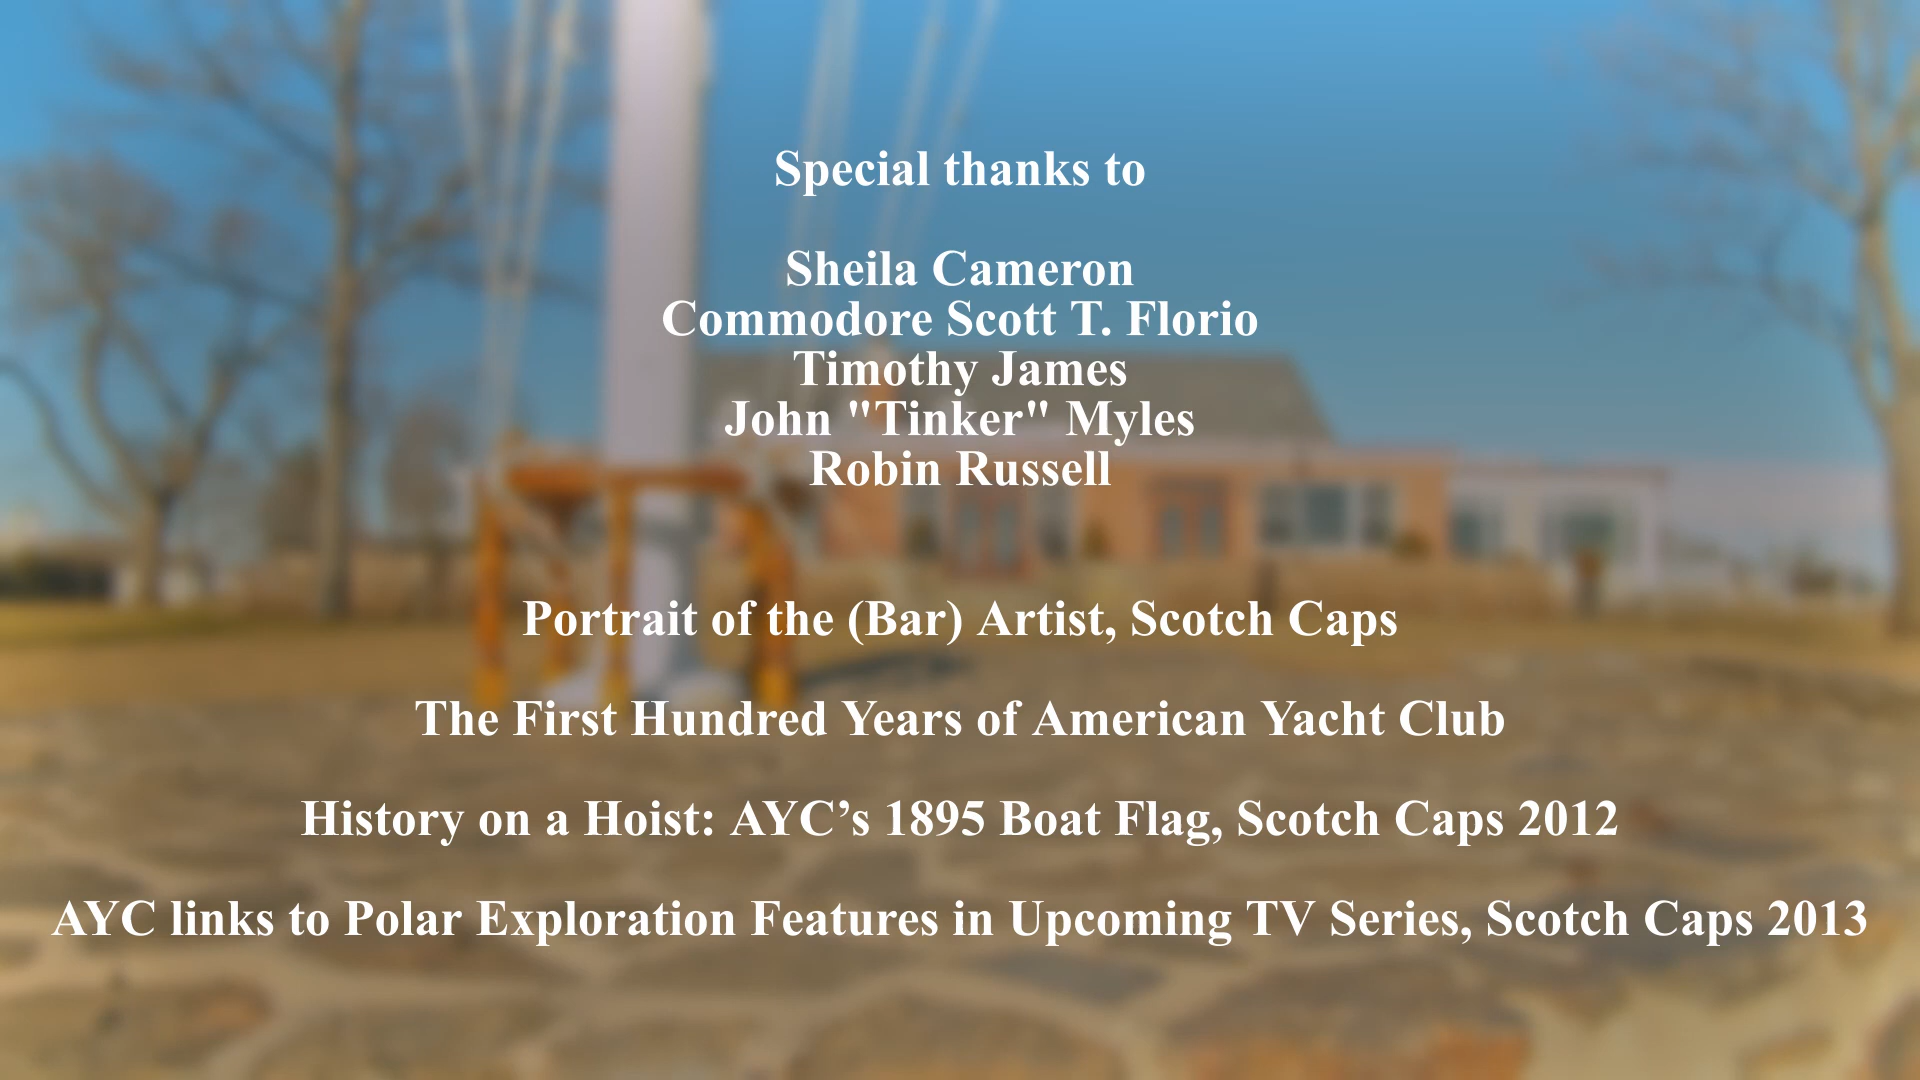 Special thanks to
Sheila Cameron
Commodore Scott T. Florio
Timothy James
John "Tinker" Myles
Robin Russell
Portrait of the (Bar) Artist, Scotch Caps
The First Hundred Years of American Yacht Club
History on a Hoist: AYC’s 1895 Boat Flag, Scotch Caps 2012
AYC links to Polar Exploration Features in Upcoming TV Series, Scotch Caps 2013